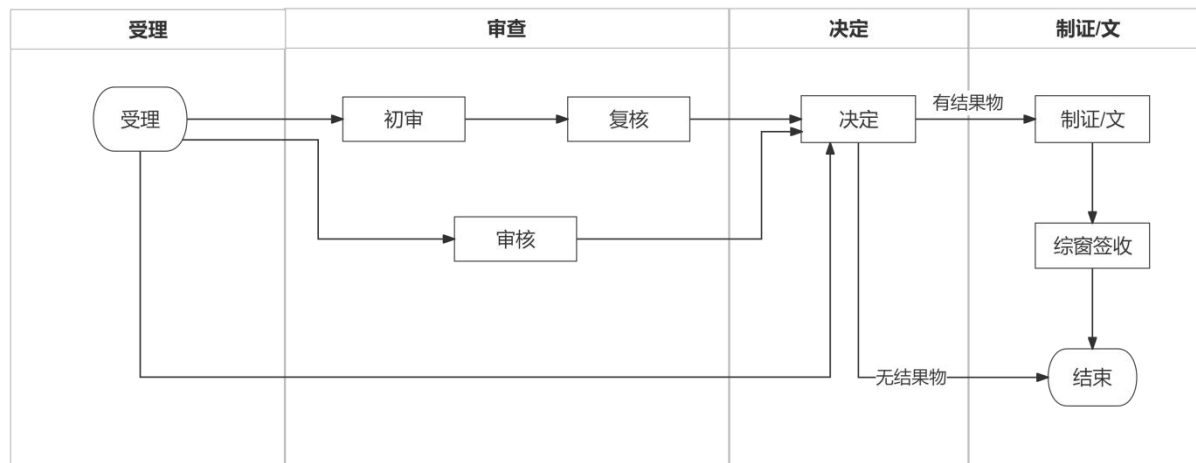 受理
审查
决定
制证/文
受理
初审
复核
决定
有结果物
制证/文
审核
综窗签收
无结果物
结束